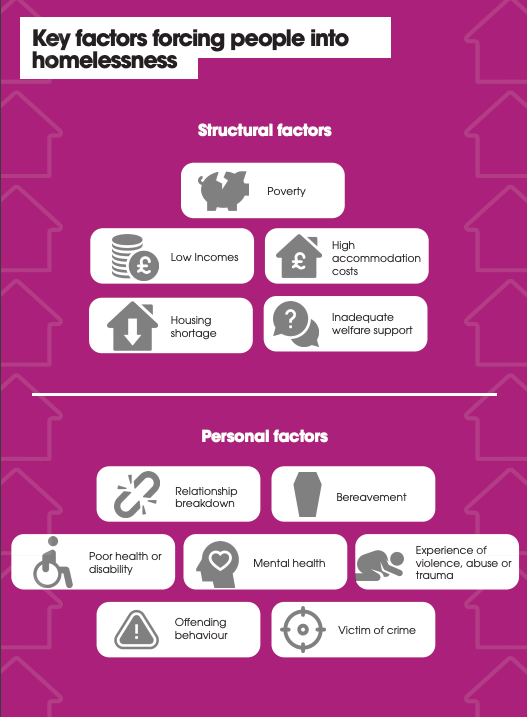 Key factors forcing people into
homelessness
Structural factors
Poverty
£
Low Incomes
£
High
accommodation
costs
Housing
shortage
?
Inadequate
welfare support
Personal factors
Relationship
breakdown
Bereavement
Poor health or
disability
Mental health
Experience of
violence, abuse or
trauma
!
Offending
behaviour
Victim of crime